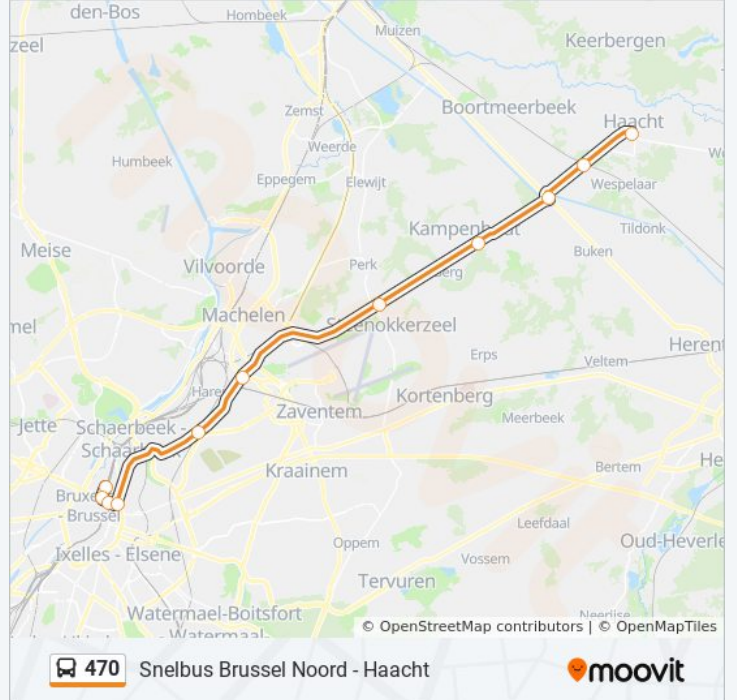 den-Bos
Hombeek
Muizen
zeel
Keerbergen
Boortmeerbeek
Zemst
Haacht
Weerde
Humbeek
Eppegem
Elewijt
Wespelaar
Kampenhout
Tildonk
Meise
Vilvoorde
Perk
Buken
Machelen
Steenokkerzeel
Herent
Erps
Veltem
Haren
Zaventem
Kortenberg
Jette
Schaerbeek -
Meerbeek
Kraainem
Bertem
- Brussel
Leefdaal
Oppem
Oud-Heverle
Ixelles - Elsene
Vossem
Tervuren
Watermael-Boitsfort
Neerijse
© OpenStreetMap contributors | © OpenMapTiles
470 Snelbus Brussel Noord - Haacht
moovit